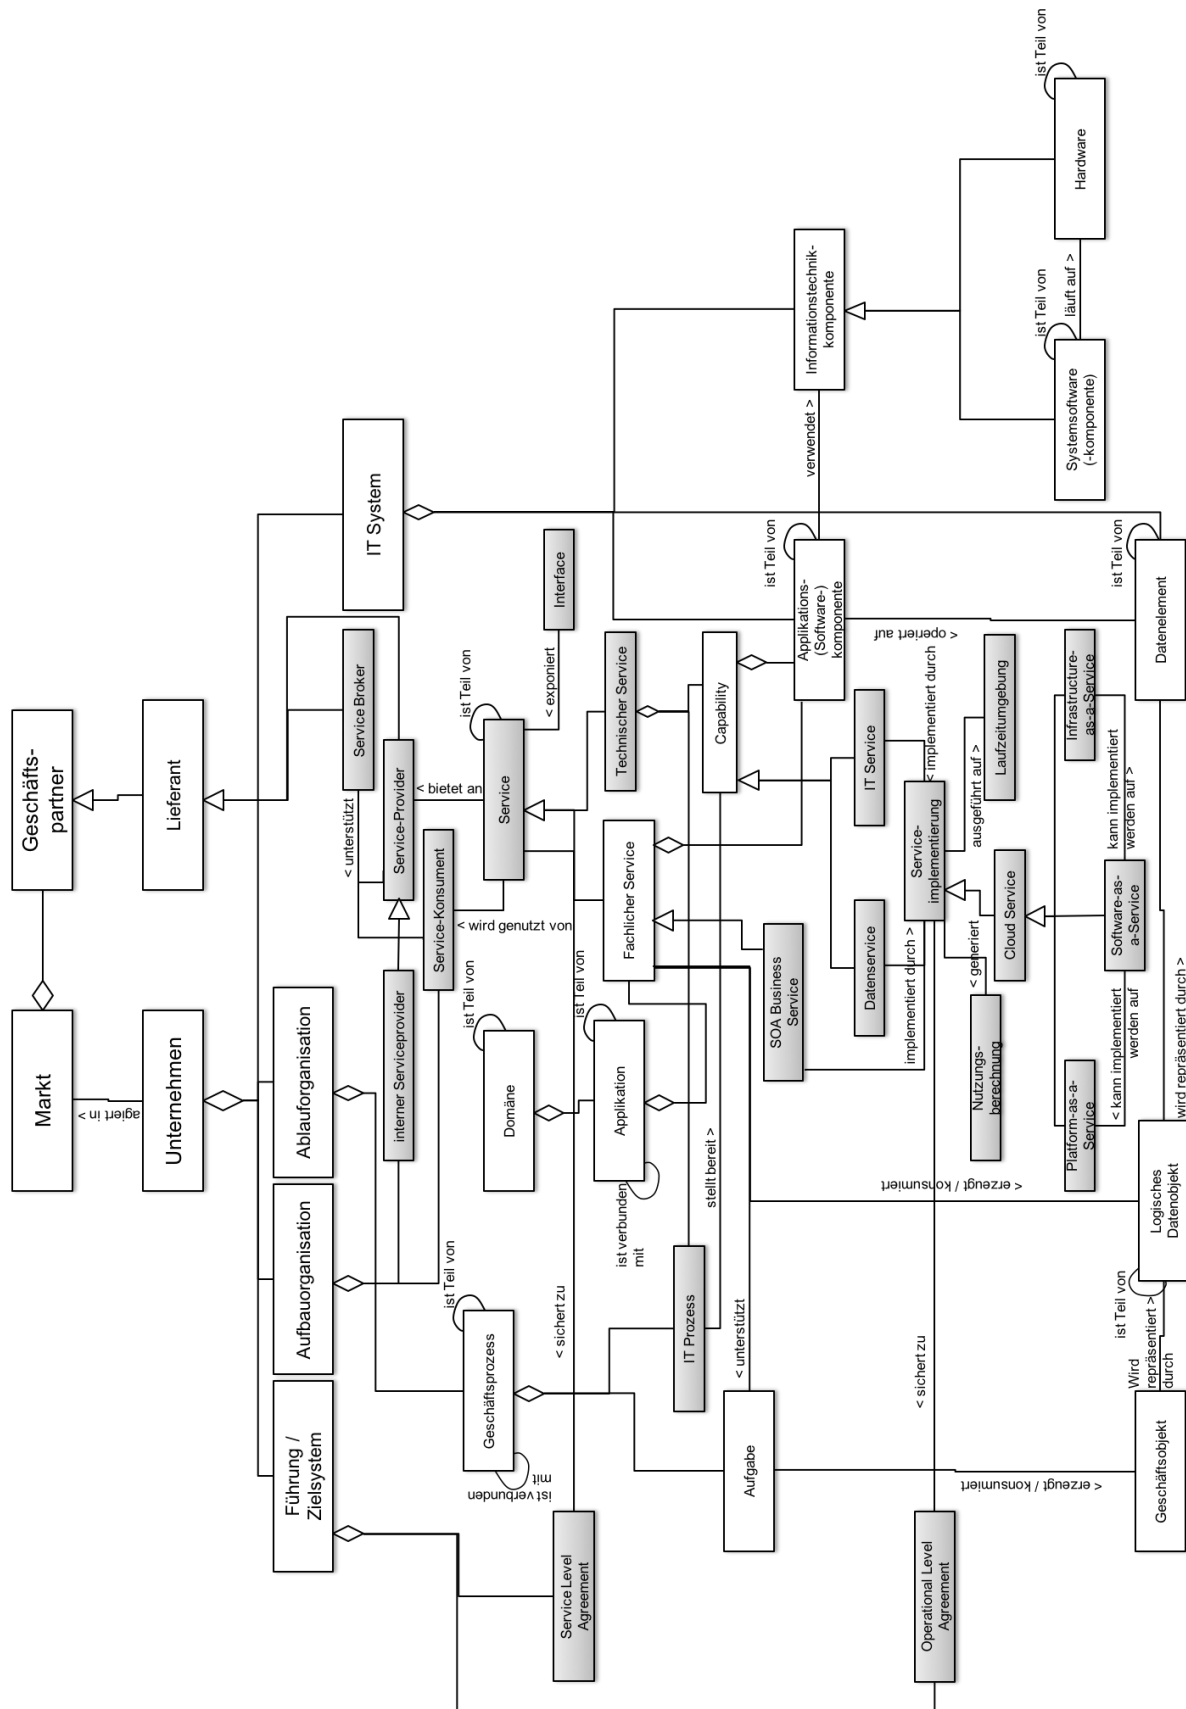 Geschäfts-
partner
Markt
Unternehmen
agiert in >
Lieferant
Führung /
Zielsystem
Aufbauorganisation
Ablauforganisation
IT System
Service Broker
< unterstützt
interner Serviceprovider
Service-Provider
Service-Konsument
< bietet an
< wird genutzt von
Geschäftsprozess
ist Teil von
ist verbunden
mit
Domäne
ist Teil von
Service
ist Teil von
Interface
< exponiert
Service Level
Agreement
< sichert zu
Applikation
ist Teil von
ist verbunden
mit
Fachlicher Service
Technischer Service
IT Prozess
stellt bereit >
Capability
Aufgabe
< unterstützt
SOA Business
Service
Applikations-
(Software-)
komponente
ist Teil von
verwendet >
Informationstechnik-
komponente
Datenservice
IT Service
implementiert durch >
< implementiert durch
< operiert auf
Service-
implementierung
Operational Level
Agreement
< sichert zu
< generiert
ausgeführt auf >
Nutzungs-
berechnung
Cloud Service
Laufzeitumgebung
Platform-as-a-
Service
Infrastructure-
as-a-Service
Software-as-
a-Service
< kann implementiert
werden auf
kann implementiert
werden auf >
Systemsoftware
(-komponente)
ist Teil von
läuft auf >
Hardware
ist Teil von
< erzeugt / konsumiert
< erzeugt / konsumiert
Geschäftsobjekt
Wird
repräsentiert >
durch
ist Teil von
Logisches
Datenobjekt
wird repräsentiert durch >
Datenelement
ist Teil von